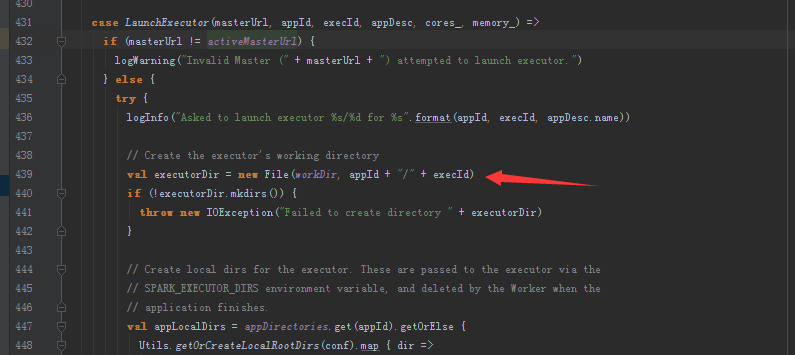 430
431 case LaunchExecutor(masterUrl, appId, execId, appDesc, cores_, memory_) =>
432 if (masterUrl != activeMasterUrl) {
433 logWarning("Invalid Master (" + masterUrl + ") attempted to launch executor.")
434 } else {
435 try {
436 logInfo("Asked to launch executor %s/%d for %s".format(appId, execId, appDesc.name))
437
438 // Create the executor's working directory
439 val executorDir = new File(workDir, appId + "/" + execId)
440 if (!executorDir.mkdirs()) {
441 throw new IOException("Failed to create directory " + executorDir)
442 }
443
444 // Create local dirs for the executor. These are passed to the executor via the
445 // SPARK_EXECUTOR_DIRS environment variable, and deleted by the Worker when the
446 // application finishes.
447 val appLocalDirs = appDirectories.get(appId).getOrElse {
448 Utils.getOrCreateLocalRootDirs(conf).map { dir =>